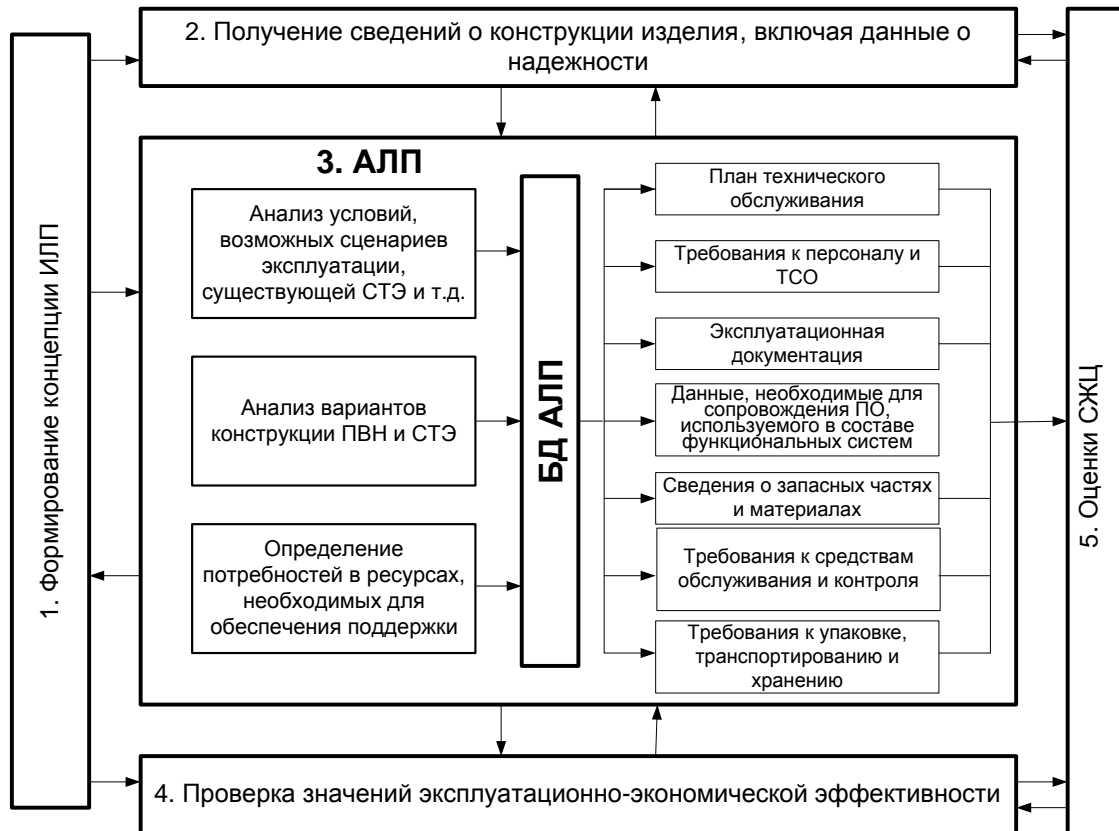 2. Получение сведений о конструкции изделия, включая данные о
надежности
1. Формирование концепции ИЛП
3. АЛП
Анализ условий,
возможных сценариев
эксплуатации,
существующей СТЭ и т.д.
Анализ вариантов
конструкции ПВН и СТЭ
Определение
потребностей в ресурсах,
необходимых для
обеспечения поддержки
БД АЛП
План технического
обслуживания
Требования к персоналу и
ТСО
Эксплуатационная
документация
Данные, необходимые для
сопровождения ПО,
используемого в составе
функциональных систем
Сведения о запасных частях
и материалах
Требования к средствам
обслуживания и контроля
Требования к упаковке,
транспортированию и
хранению
5. Оценки СЖЦ
4. Проверка значений эксплуатационно-экономической эффективности